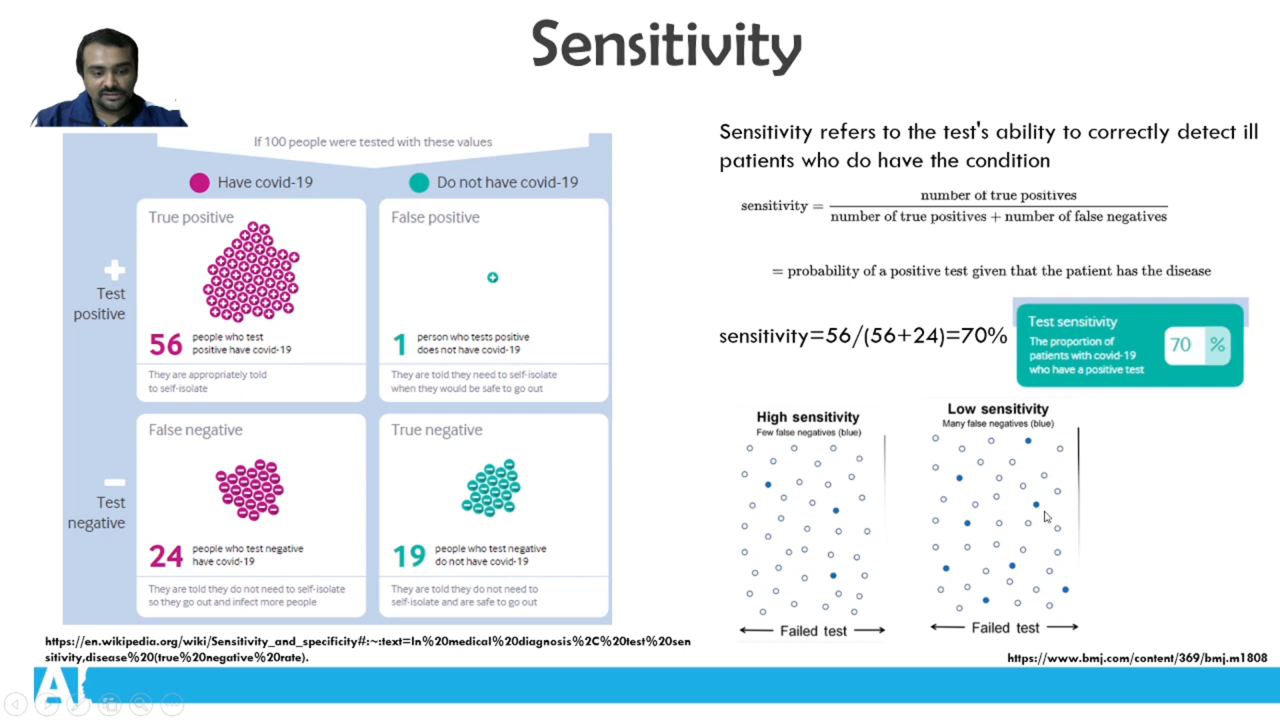 Sensitivity
If 100 people were tested with these values
Have covid-19
Do not have covid-19
Test
positive
True positive
56
people who test
positive have covid-19
They are appropriately told
to self-isolate
False positive
1
person who tests positive
does not have covid-19
They are told they need to self-isolate
when they would be safe to go out
Test
negative
False negative
24
people who test negative
have covid-19
They are told they do not need to self-isolate
so they go out and infect more people
True negative
19
people who test negative
do not have covid-19
They are told they do not need to
self-isolate and are safe to go out
https://en.wikipedia.org/wiki/Sensitivity_and_specificity#:~:text=In%20medical%20diagnosis%2C%20test%20sen
sitivity,disease%20(true%20negative%20rate).
Sensitivity refers to the test's ability to correctly detect ill
patients who do have the condition
sensitivity = number of true positives
number of true positives + number of false negatives
= probability of a positive test given that the patient has the disease
sensitivity=56/(56+24)=70%
Test sensitivity
The proportion of
patients with covid-19
who have a positive test
70 %
High sensitivity
Few false negatives (blue)
Failed test
Low sensitivity
Many false negatives (blue)
Failed test
https://www.bmj.com/content/369/bmj.m1808
AI